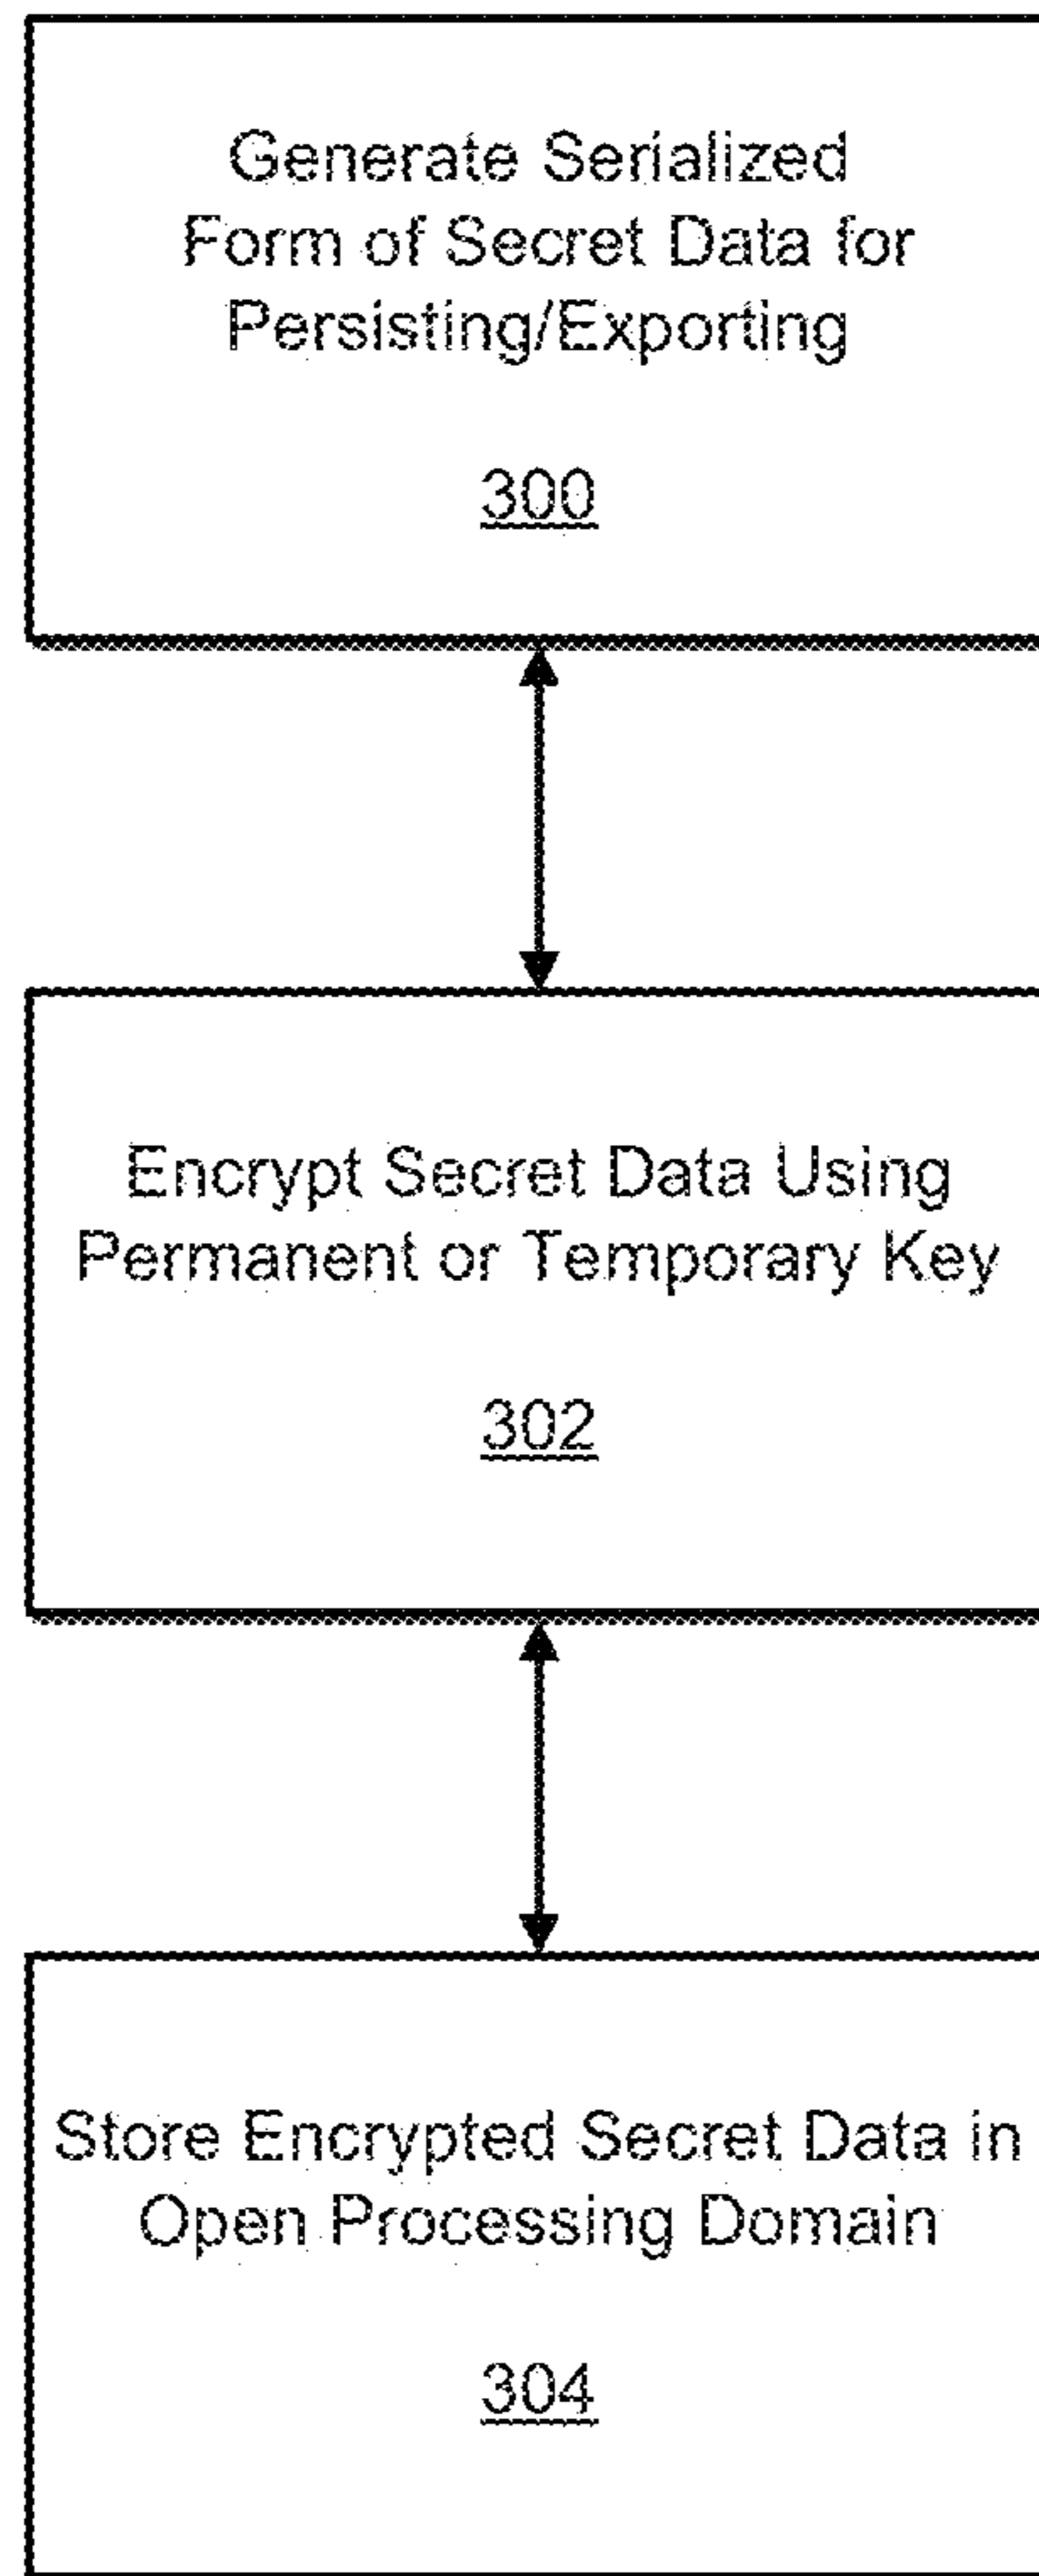 Generate Serialized
Form of Secret Data for
Persisting/Exporting
300
Encrypt Secret Data Using
Permanent or Temporary Key
302
Store Encrypted Secret Data in
Open Processing Domain
304